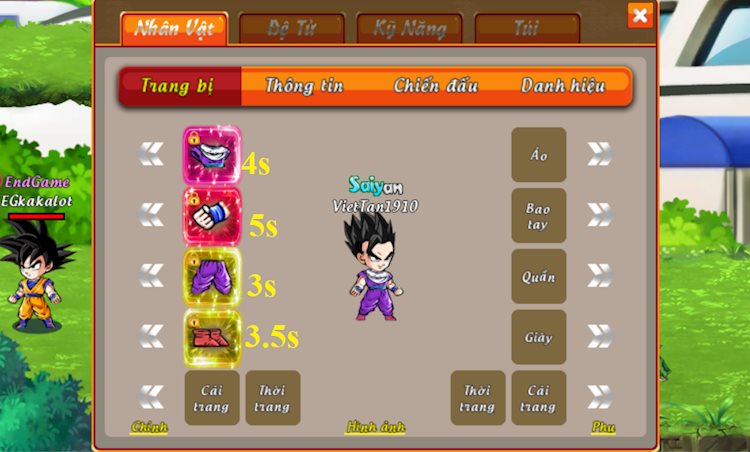 Nhân Vật
Đệ Tử
Kỹ Năng
Túi
Trang bị
Thông tin
Chiến đấu
Danh hiệu
4s
Áo
EndGame
EGkakalot
Saiyan
VietTan1910
5s
Bao
tay
3s
Quần
3.5s
Giày
Cải
trang
Thời
trang
Thời
trang
Cải
trang
Chính
Hình ảnh
Phụ